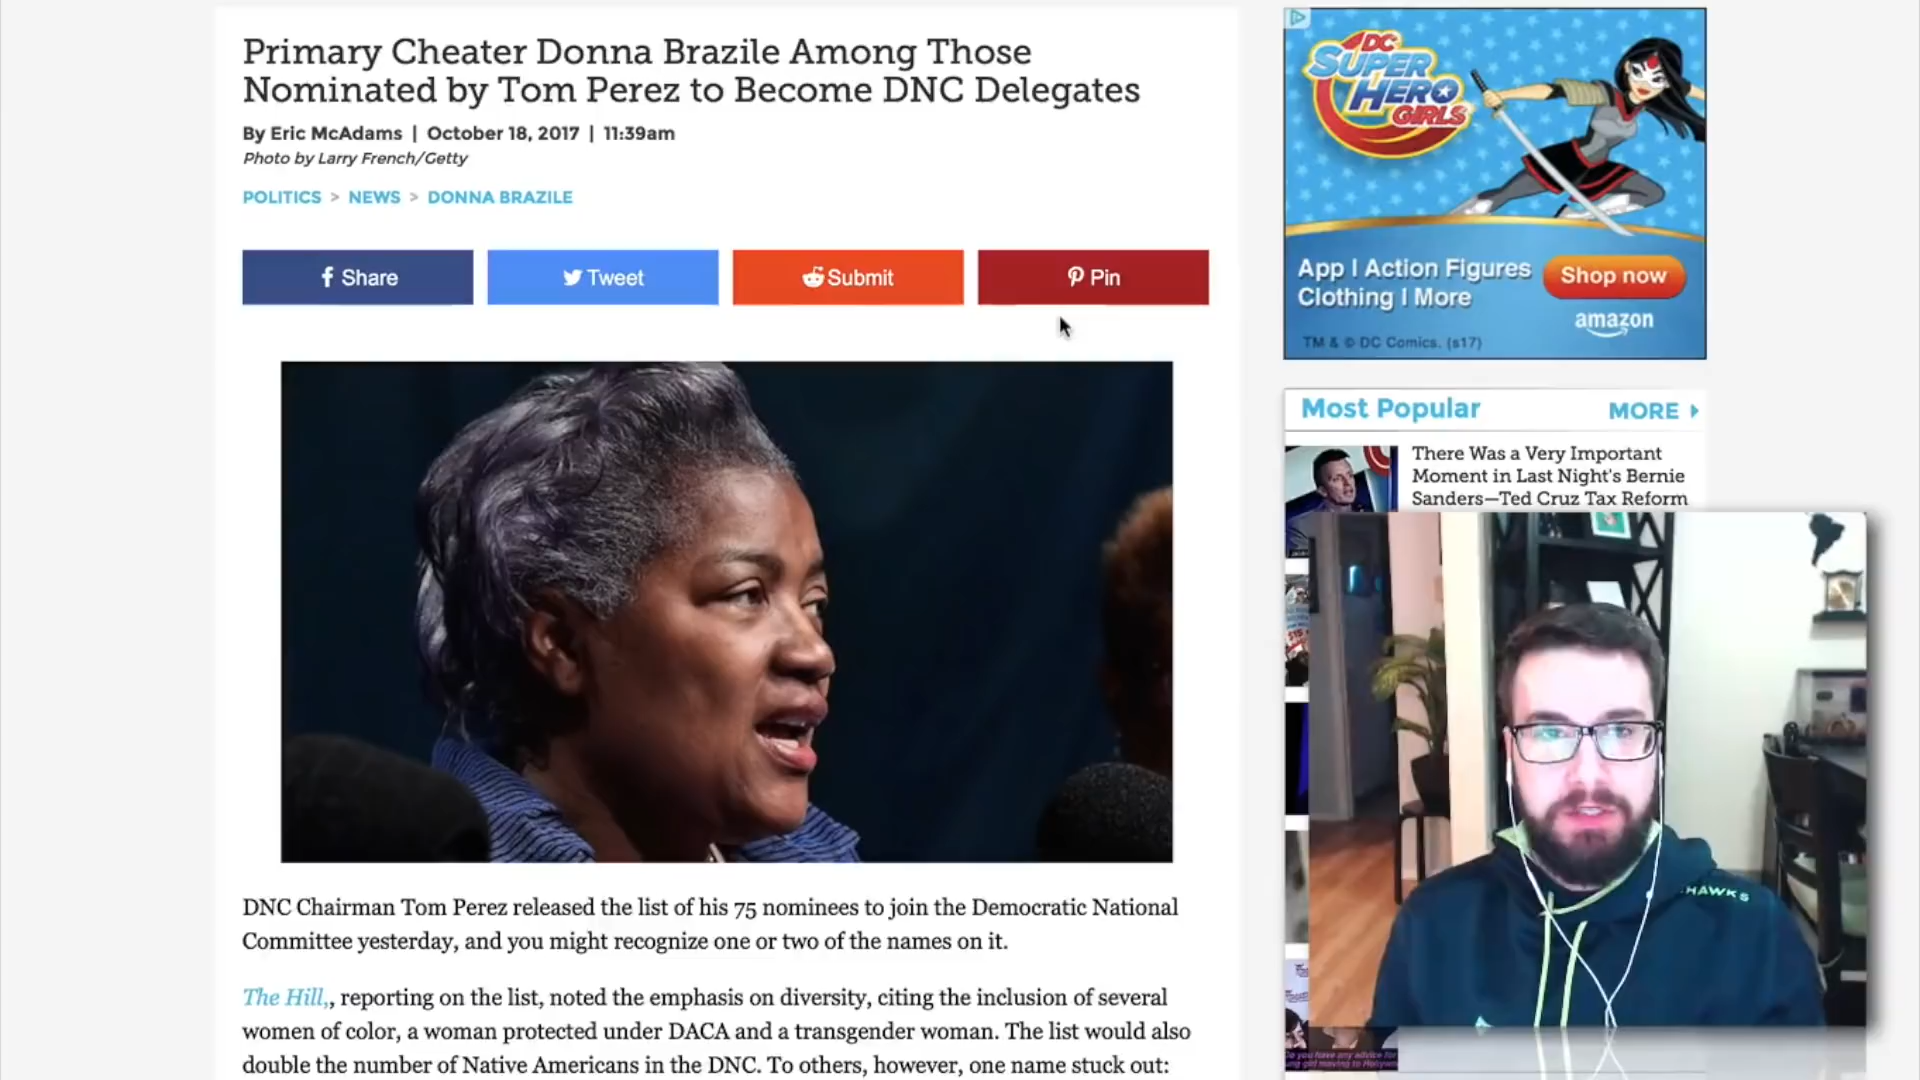 Primary Cheater Donna Brazile Among Those
Nominated by Tom Perez to Become DNC Delegates
By Eric McAdams | October 18, 2017 | 11:39am
Photo by Larry French/Getty
POLITICS > NEWS > DONNA BRAZILE
Share
Tweet
Submit
Pin
DNC Chairman Tom Perez released the list of his 75 nominees to join the Democratic National
Committee yesterday, and you might recognize one or two of the names on it.
The Hill,, reporting on the list, noted the emphasis on diversity, citing the inclusion of several
women of color, a woman protected under DACA and a transgender woman. The list would also
double the number of Native Americans in the DNC. To others, however, one name stuck out:
DC
SUPER
HERO
GIRLS
App | Action Figures
Clothing | More
Shop now
amazon
TM & © DC Comics. (s17)
Most Popular
MORE
There Was a Very Important
Moment in Last Night's Bernie
Sanders—Ted Cruz Tax Reform
HAWKS